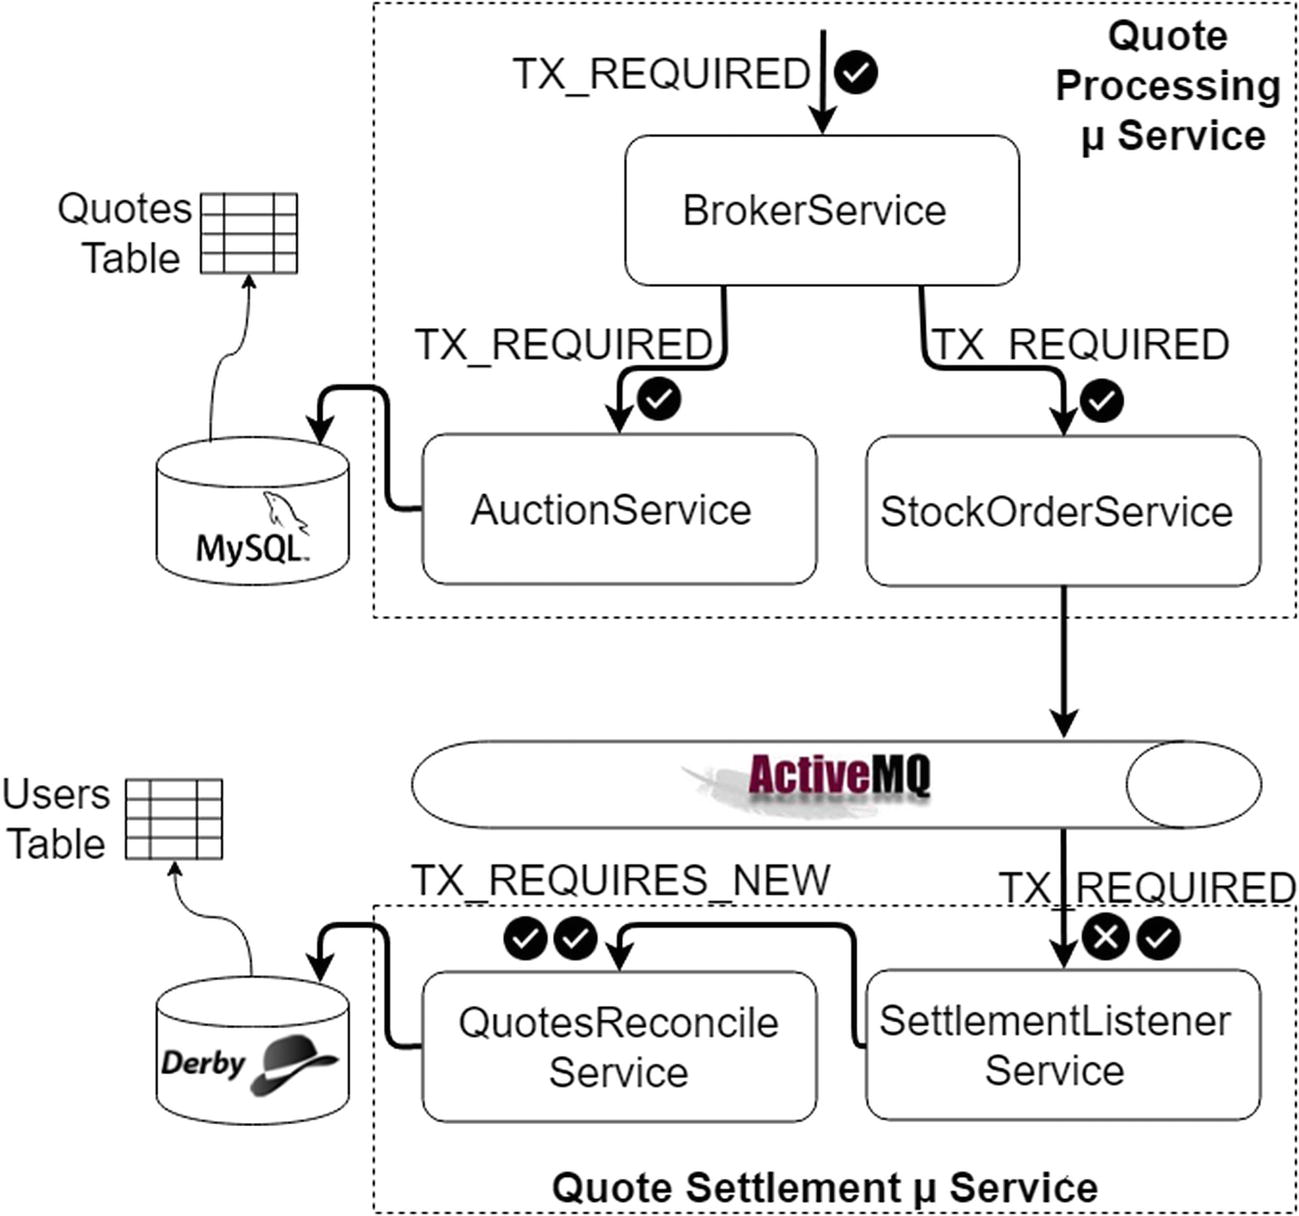 Quote
Processing
µ Service
TX_REQUIRED
BrokerService
Quotes
Table
TX_REQUIRED
TX_REQUIRED
AuctionService
StockOrderService
MySQL™
ActiveMQ
Users
Table
TX_REQUIRES_NEW
TX_REQUIRED
QuotesReconcile
Service
SettlementListener
Service
Derby
Quote Settlement µ Service